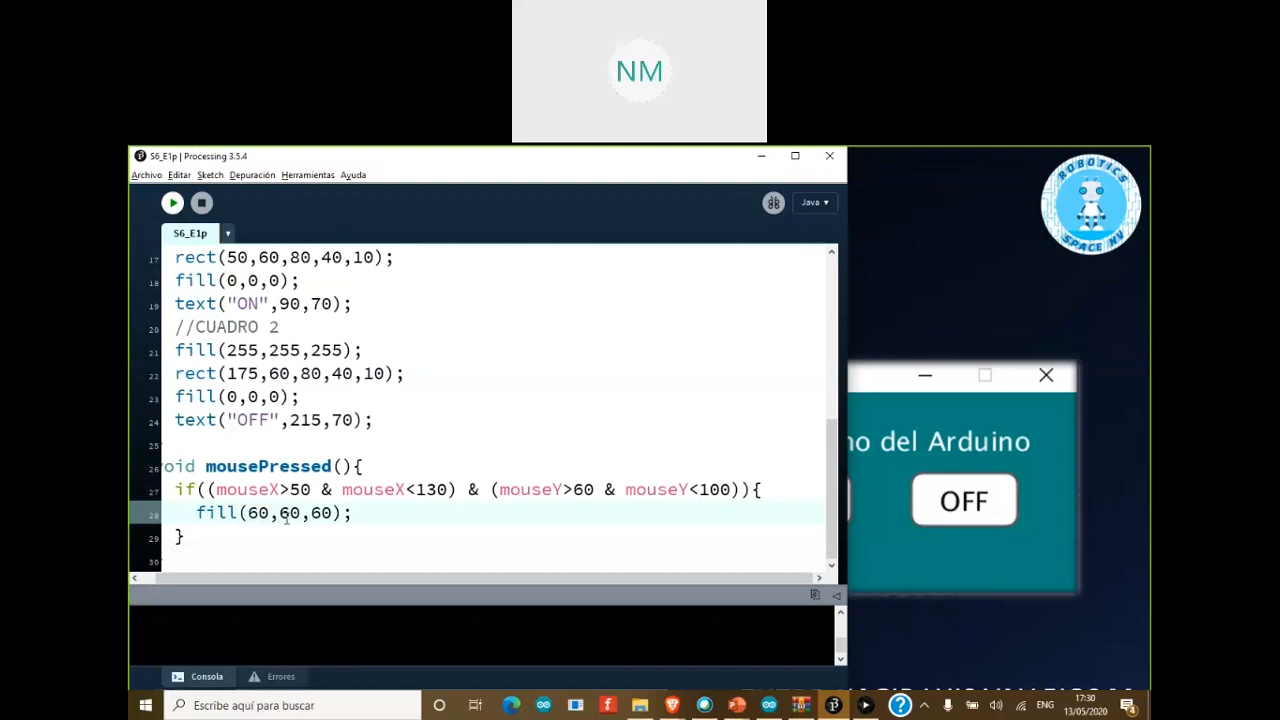 NM
S6_E1p | Processing 3.5.4
Archivo Editar Sketch Depuración Herramientas Ayuda
Java
S6_E1p
17 rect(50,60,80,40,10);
18 fill(0,0,0);
19 text("ON",90,70);
20 //CUADRO 2
21 fill(255,255,255);
22 rect(175,60,80,40,10);
23 fill(0,0,0);
24 text("OFF",215,70);
25
26 oid mousePressed(){
27 if((mouseX>50 & mouseX<130) & (mouseY>60 & mouseY<100)){
28 fill(60,60,60);
29 }
30
Consola Errores
ROBOTICS
SPACE NV
no del Arduino
OFF
Escribe aquí para buscar
ENG
17:30
13/05/2020
4